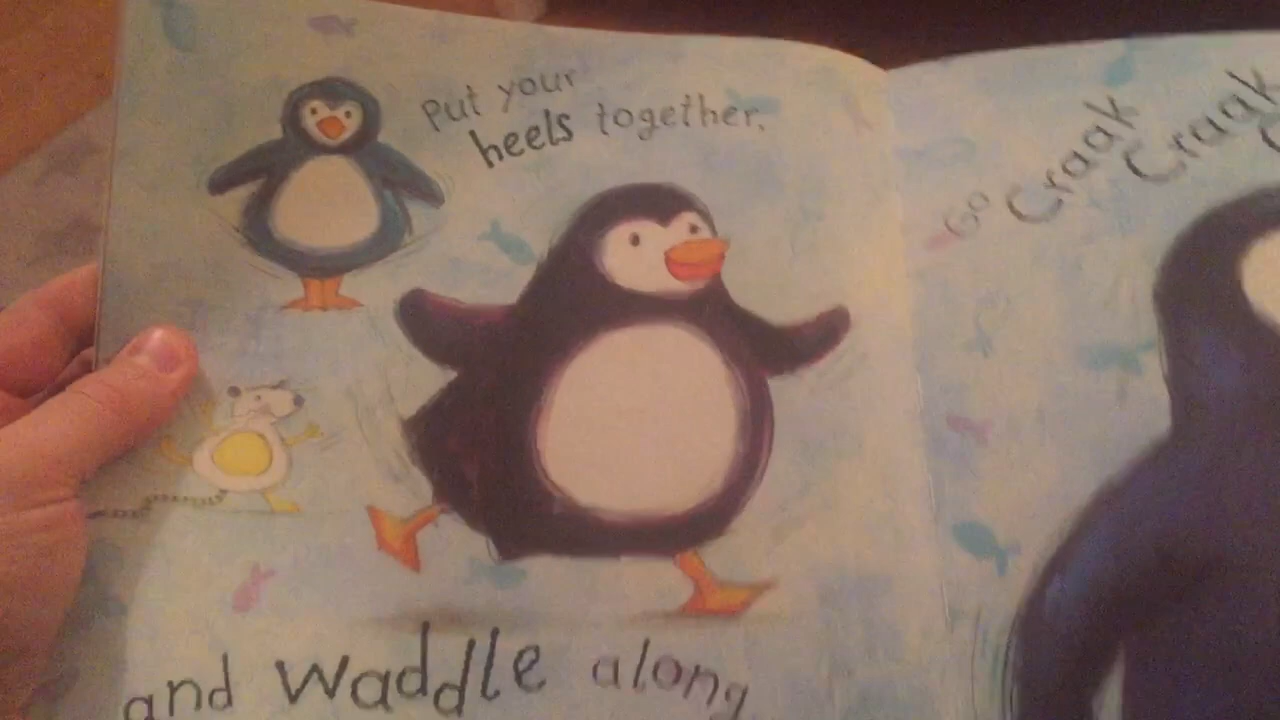 Put your
heels together,
and waddle along
Go
Craak
Craak